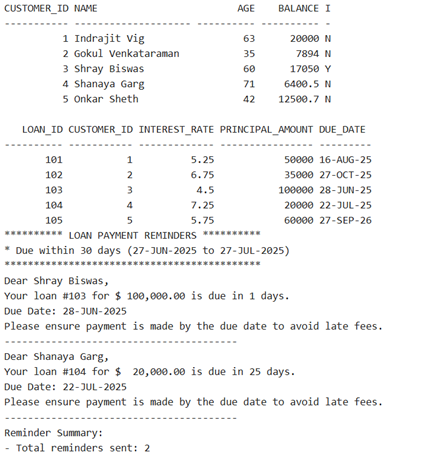 CUSTOMER_ID NAME                        AGE    BALANCE I
----------- -------------------- ---------- ---------- -
          1 Indrajit Vig                 63      20000 N
          2 Gokul Venkataraman           35       7894 N
          3 Shray Biswas                 60      17050 Y
          4 Shanaya Garg                 71     6400.5 N
          5 Onkar Sheth                  42    12500.7 N
   LOAN_ID CUSTOMER_ID INTEREST_RATE PRINCIPAL_AMOUNT DUE_DATE
---------- ----------- ------------- ---------------- ---------
       101           1          5.25            50000 16-AUG-25
       102           2          6.75            35000 27-OCT-25
       103           3           4.5           100000 28-JUN-25
       104           4          7.25            20000 22-JUL-25
       105           5          5.75            60000 27-SEP-26
********** LOAN PAYMENT REMINDERS **********
* Due within 30 days (27-JUN-2025 to 27-JUL-2025)
********************************************
Dear Shray Biswas,
Your loan #103 for $ 100,000.00 is due in 1 days.
Due Date: 28-JUN-2025
Please ensure payment is made by the due date to avoid late fees.
----------------------------------------
Dear Shanaya Garg,
Your loan #104 for $  20,000.00 is due in 25 days.
Due Date: 22-JUL-2025
Please ensure payment is made by the due date to avoid late fees.
----------------------------------------
Reminder Summary:
- Total reminders sent: 2